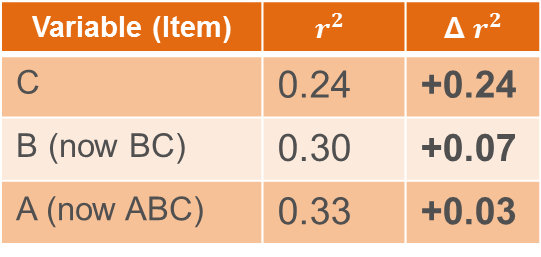 Variable (Item) r² Δ r²
C 0.24 +0.24
B (now BC) 0.30 +0.07
A (now ABC) 0.33 +0.03